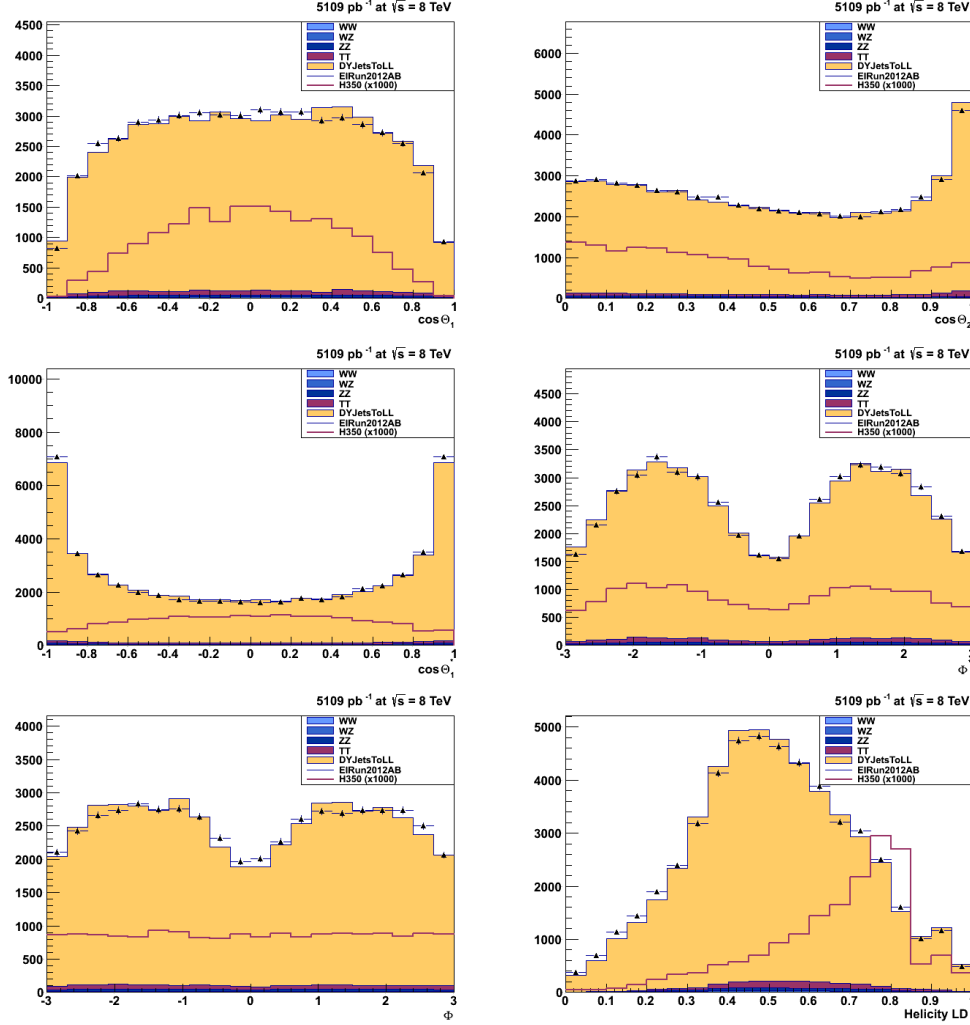 5109 pb -1 at √s = 8 TeV
WW
WZ
ZZ
TT
DYJetsToLL
ElRun2012AB
H350 (x1000)
4500
4000
3500
3000
2500
2000
1500
1000
500
0
-1 -0.8 -0.6 -0.4 -0.2 0 0.2 0.4 0.6 0.8 1
cosΘ1
5109 pb -1 at √s = 8 TeV
WW
WZ
ZZ
TT
DYJetsToLL
ElRun2012AB
H350 (x1000)
6000
5000
4000
3000
2000
1000
0
0 0.1 0.2 0.3 0.4 0.5 0.6 0.7 0.8 0.9
cosΘ2
5109 pb -1 at √s = 8 TeV
WW
WZ
ZZ
TT
DYJetsToLL
ElRun2012AB
H350 (x1000)
10000
8000
6000
4000
2000
0
-1 -0.8 -0.6 -0.4 -0.2 0 0.2 0.4 0.6 0.8 1
cosΘ1*
5109 pb -1 at √s = 8 TeV
WW
WZ
ZZ
TT
DYJetsToLL
ElRun2012AB
H350 (x1000)
4500
4000
3500
3000
2500
2000
1500
1000
500
0
-3 -2 -1 0 1 2
Φ
5109 pb -1 at √s = 8 TeV
WW
WZ
ZZ
TT
DYJetsToLL
ElRun2012AB
H350 (x1000)
4000
3500
3000
2500
2000
1500
1000
500
0
-3 -2 -1 0 1 2 3
Φ
5109 pb -1 at √s = 8 TeV
WW
WZ
ZZ
TT
DYJetsToLL
ElRun2012AB
H350 (x1000)
5000
4000
3000
2000
1000
0
0 0.1 0.2 0.3 0.4 0.5 0.6 0.7 0.8 0.9
Helicity LD